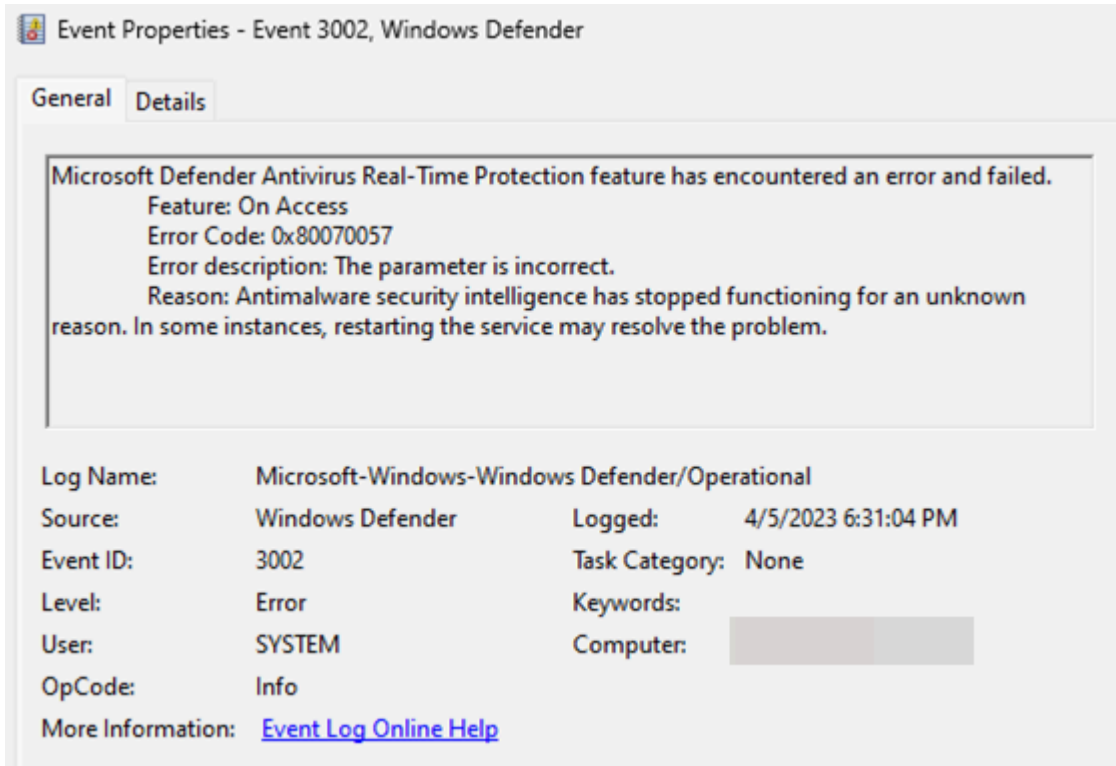 Event Properties - Event 3002, Windows Defender
General Details
Microsoft Defender Antivirus Real-Time Protection feature has encountered an error and failed.
Feature: On Access
Error Code: 0x80070057
Error description: The parameter is incorrect.
Reason: Antimalware security intelligence has stopped functioning for an unknown
reason. In some instances, restarting the service may resolve the problem.
Log Name: Microsoft-Windows-Windows Defender/Operational
Source: Windows Defender Logged: 4/5/2023 6:31:04 PM
Event ID: 3002 Task Category: None
Level: Error Keywords:
User: SYSTEM Computer:
OpCode: Info
More Information: Event Log Online Help